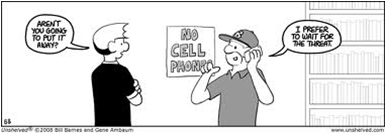 AREN'T
YOU GOING
TO PUT IT
AWAY?
NO
CELL
PHONES
I PREFER
TO WAIT FOR
THE THREAT.
Unshelved® ©2008 Bill Barnes and Gene Ambaum
www.unshelved.com